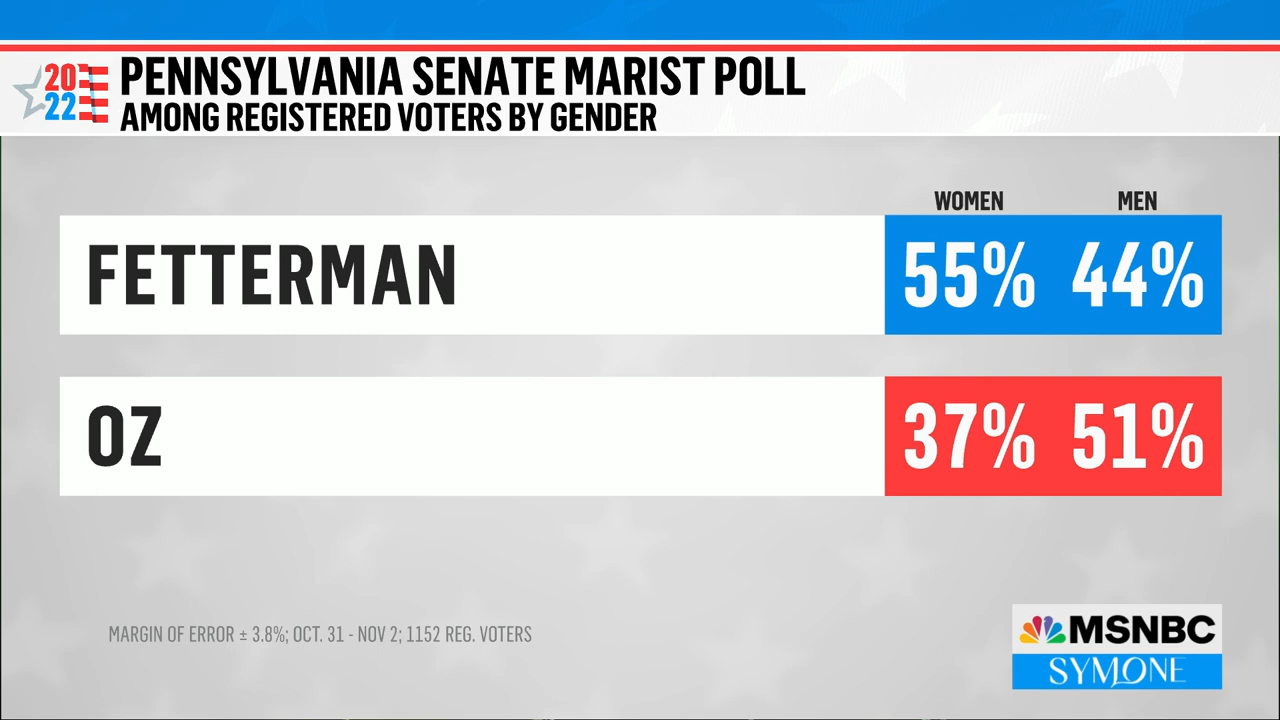 2022
PENNSYLVANIA SENATE MARIST POLL
AMONG REGISTERED VOTERS BY GENDER
WOMEN MEN
FETTERMAN 55% 44%
OZ 37% 51%
MARGIN OF ERROR ± 3.8%; OCT. 31 - NOV 2; 1152 REG. VOTERS
MSNBC
SYMONE